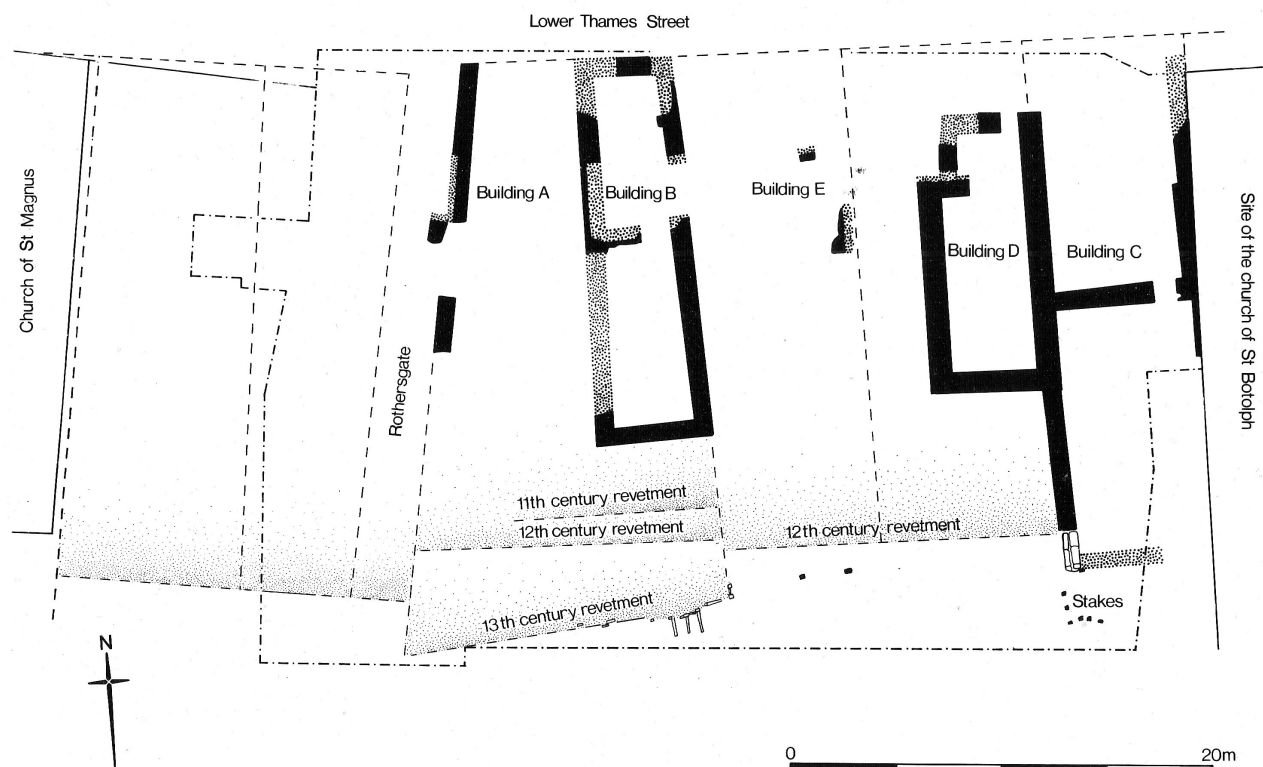 Lower Thames Street
Church of St Magnus
Rothersgate
Building A
Building B
Building E
Building D
Building C
Site of the church of St Botolph
11th century revetment
12th century revetment
12th century revetment
13th century revetment
Stakes
N
0 20m